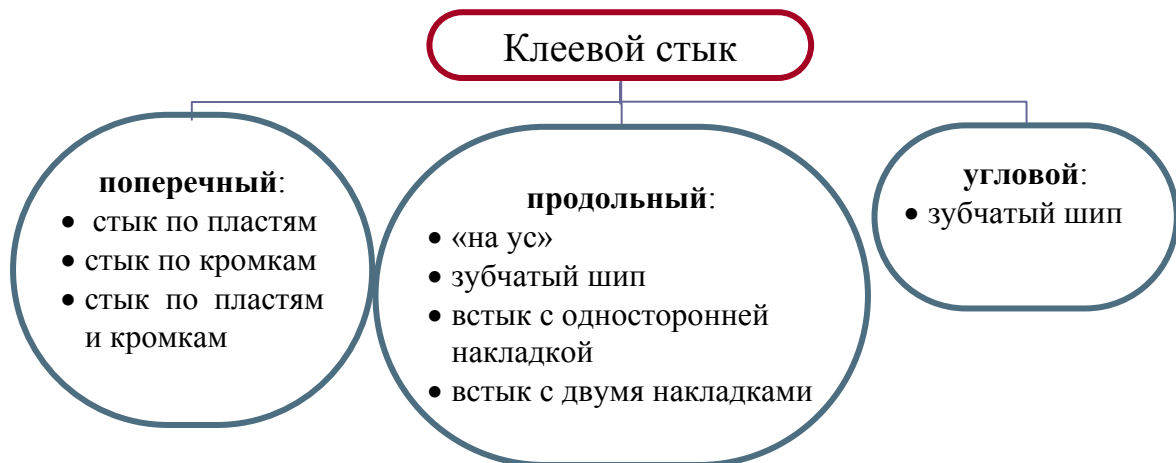 Клеевой стык
поперечный:
• стык по пластям
• стык по кромкам
• стык по пластям
и кромкам
продольный:
• «на ус»
• зубчатый шип
• встык с односторонней
накладкой
• встык с двумя накладками
угловой:
• зубчатый шип